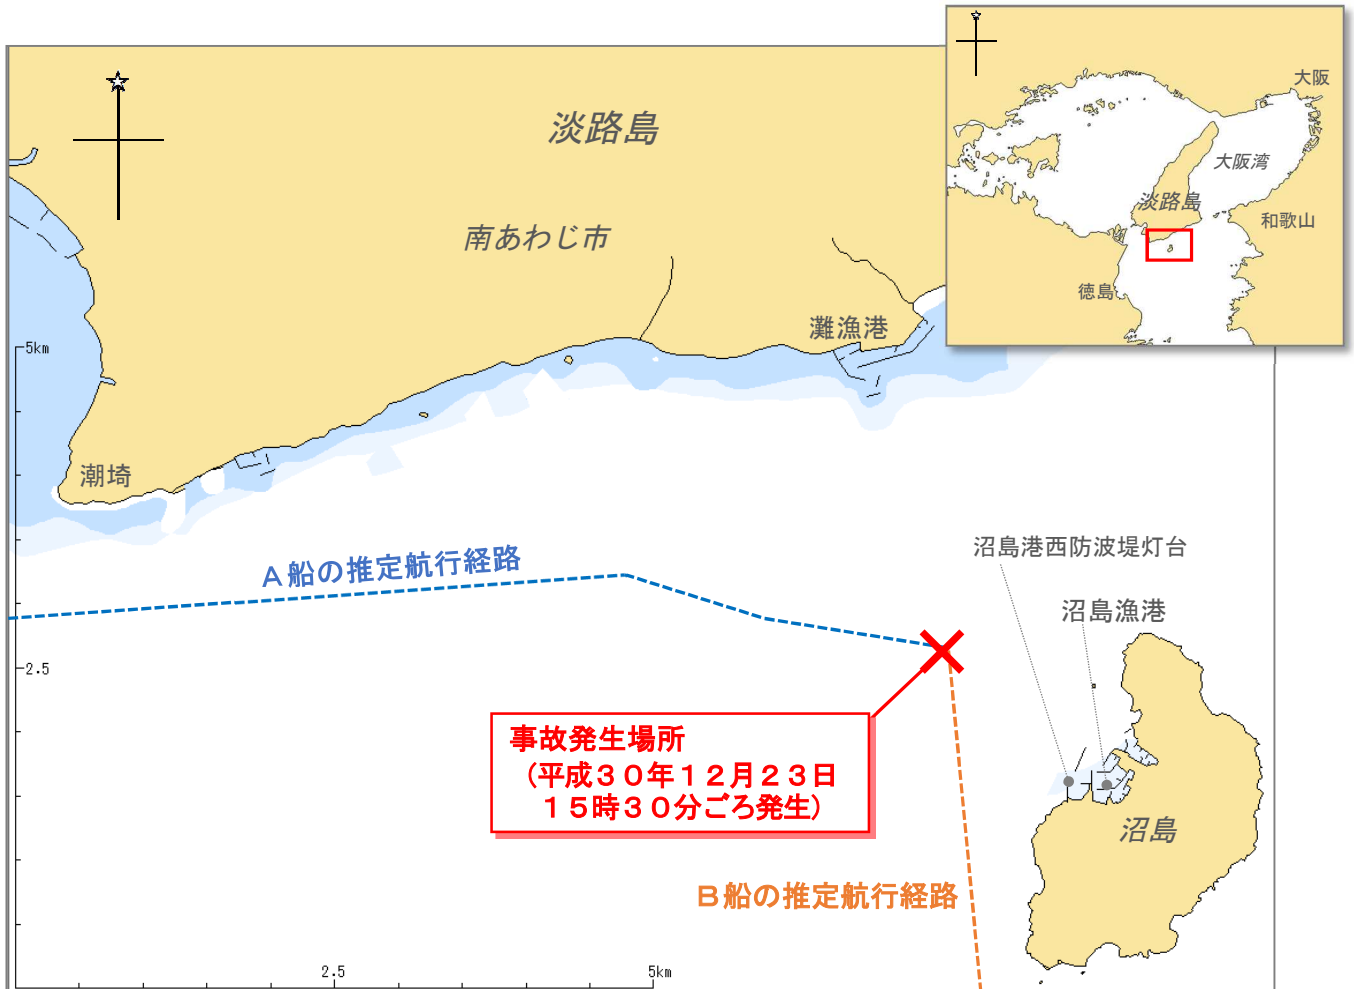 大阪
大阪湾
淡路島
和歌山
徳島
淡路島
南あわじ市
灘漁港
5km
潮埼
沼島港西防波堤灯台
A船の推定航行経路
沼島漁港
2.5
事故発生場所
(平成30年12月23日
15時30分ごろ発生)
沼島
B船の推定航行経路
2.5
5km